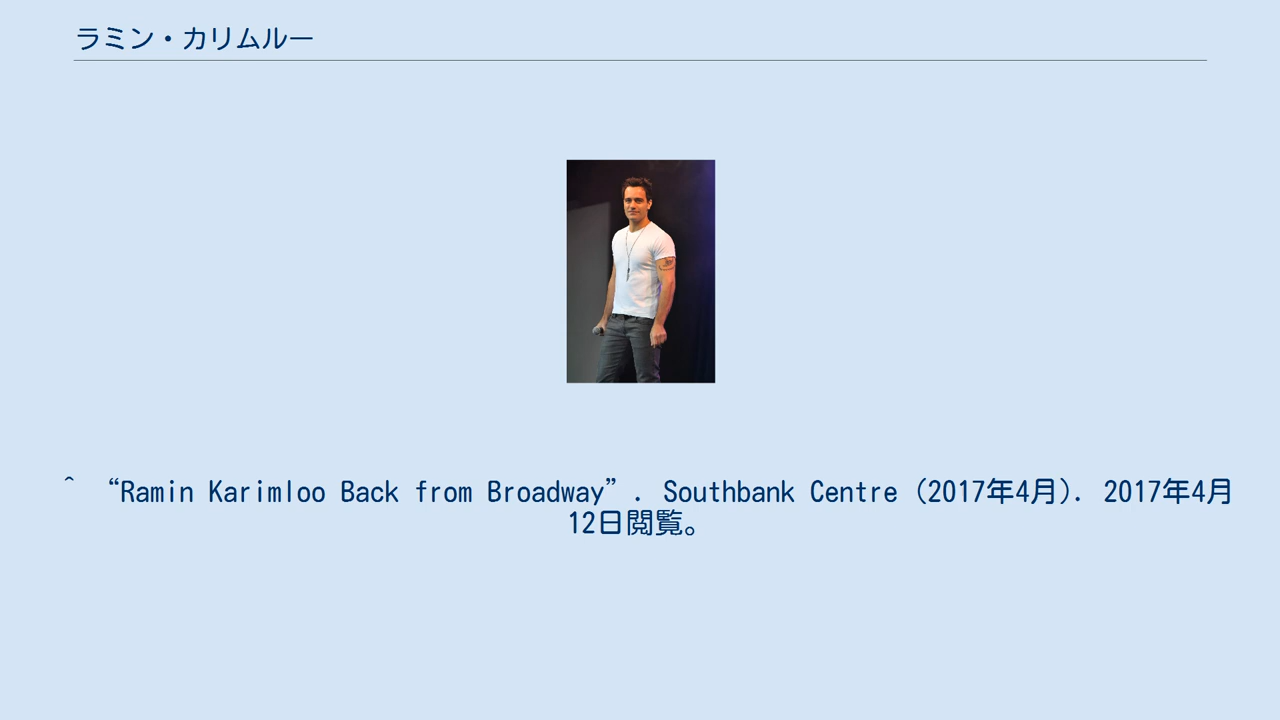 ラミン・カリムルー
^ “Ramin Karimloo Back from Broadway”. Southbank Centre (2017年4月). 2017年4月
12日閲覧。